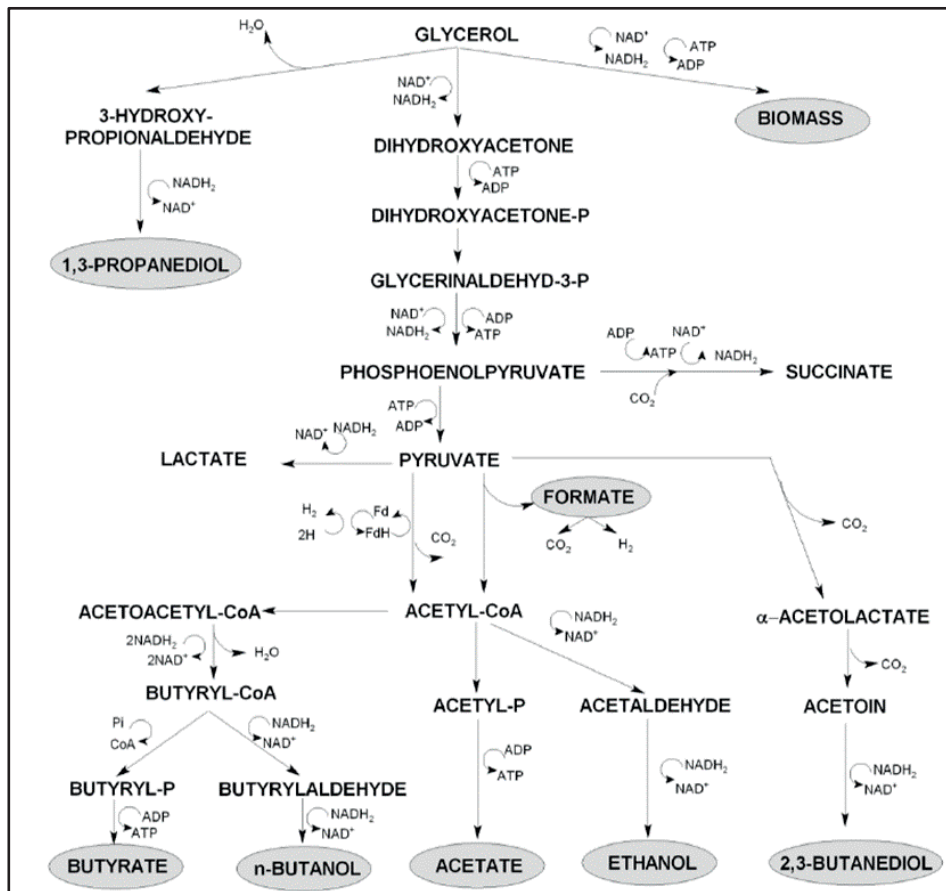 GLYCEROL
H₂O
NAD⁺
NADH₂
ATP
ADP
NAD⁺
NADH₂
3-HYDROXY-
PROPIONALDEHYDE
BIOMASS
DIHYDROXYACETONE
NADH₂
NAD⁺
ATP
ADP
DIHYDROXYACETONE-P
1,3-PROPANEDIOL
GLYCERINALDEHYD-3-P
NAD⁺
NADH₂
ADP
ATP
ADP
ATP
NAD⁺
NADH₂
PHOSPHOENOLPYRUVATE
SUCCINATE
CO₂
ATP
ADP
NAD⁺
NADH₂
LACTATE
PYRUVATE
FORMATE
H₂
2H
Fd
FdH
CO₂
CO₂
H₂
CO₂
ACETOACETYL-CoA
ACETYL-CoA
α–ACETOLACTATE
2NADH₂
2NAD⁺
H₂O
NADH₂
NAD⁺
CO₂
BUTYRYL-CoA
ACETYL-P
ACETALDEHYDE
ACETOIN
Pi
CoA
NADH₂
NAD⁺
ADP
ATP
NADH₂
NAD⁺
NADH₂
NAD⁺
BUTYRYL-P
BUTYRYLALDEHYDE
ADP
ATP
NADH₂
NAD⁺
BUTYRATE
n-BUTANOL
ACETATE
ETHANOL
2,3-BUTANEDIOL